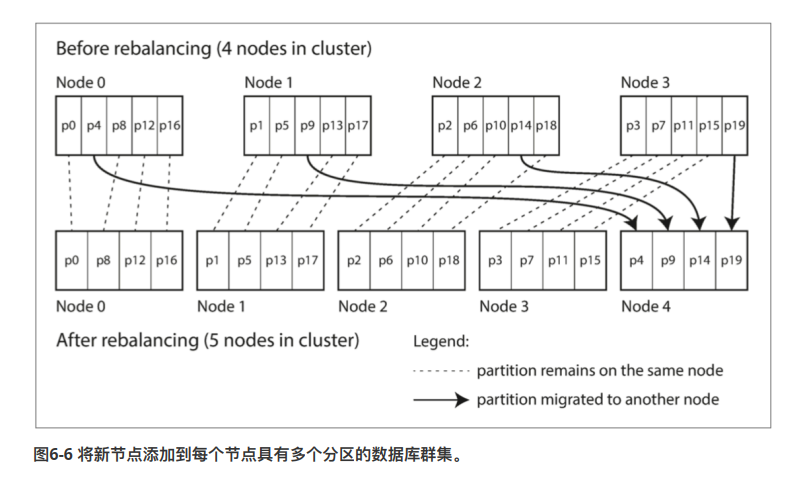 Before rebalancing (4 nodes in cluster)
Node 0 Node 1 Node 2 Node 3
p0 p4 p8 p12 p16 p1 p5 p9 p13 p17 p2 p6 p10 p14 p18 p3 p7 p11 p15 p19
p0 p8 p12 p16 p1 p5 p13 p17 p2 p6 p10 p18 p3 p7 p11 p15 p4 p9 p14 p19
Node 0 Node 1 Node 2 Node 3 Node 4
After rebalancing (5 nodes in cluster)
Legend:
partition remains on the same node
partition migrated to another node
图6-6 将新节点添加到每个节点具有多个分区的数据库群集。